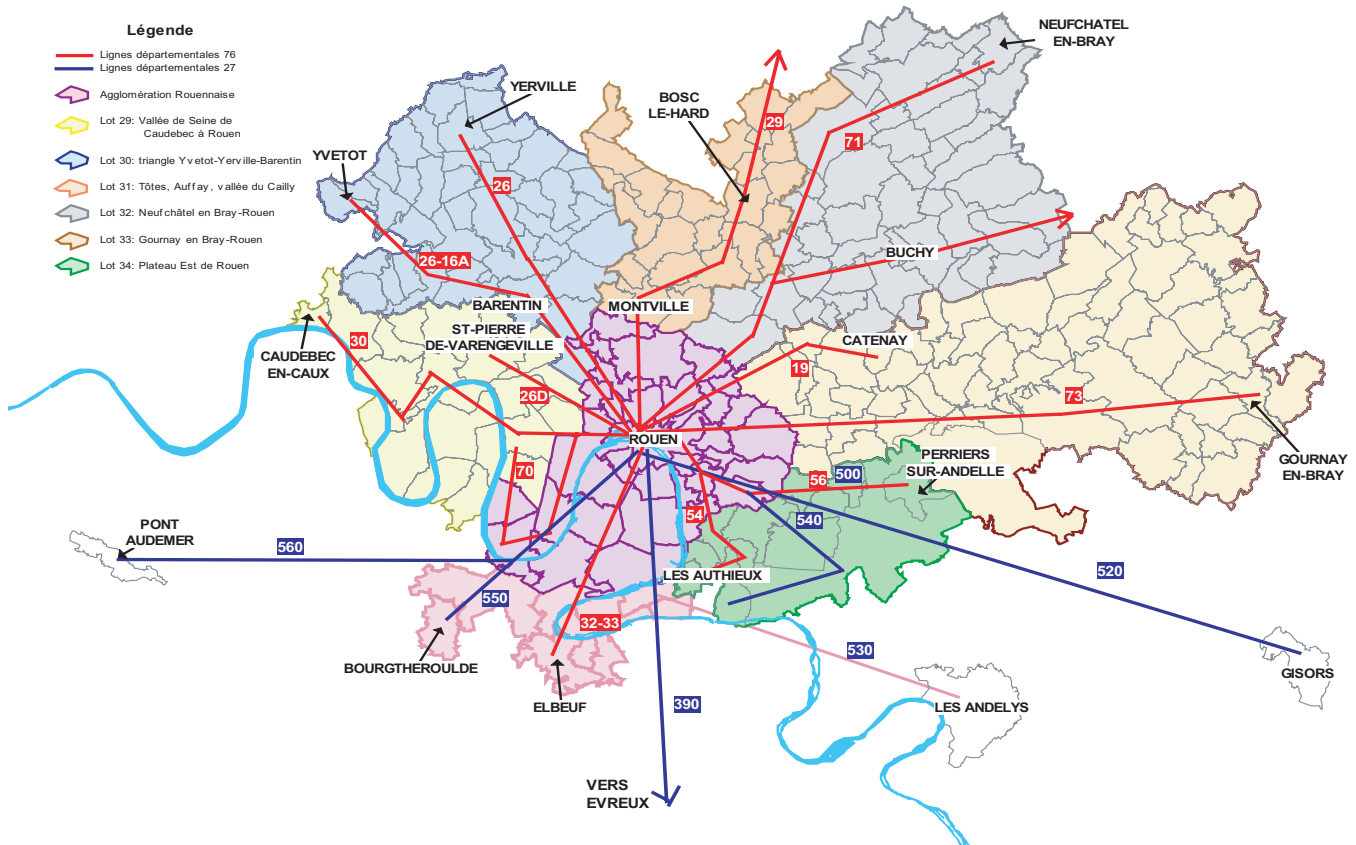 Légende
Lignes départementales 76
Lignes départementales 27
Agglomération Rouennaise
Lot 29: Vallée de Seine de
Caudebec à Rouen
Lot 30: triangle Yvetot-Yerville-Barentin
Lot 31: Tôtes, Auffay, vallée du Cailly
Lot 32: Neufchâtel en Bray-Rouen
Lot 33: Gournay en Bray-Rouen
Lot 34: Plateau Est de Rouen
NEUFCHATEL
EN-BRAY
YERVILLE
BOSC
LE-HARD
29
71
YVETOT
26
26-16A
BUCHY
BARENTIN
MONTVILLE
ST-PIERRE
DE-VARENGEVILLE
CAUDEBEC
EN-CAUX
30
CATENAY
19
26D
73
ROUEN
GOURNAY
EN-BRAY
PERRIERS
SUR-ANDELLE
70
56
500
54
540
PONT
AUDEMER
560
LES AUTHIEUX
520
550
32-33
530
BOURGTHEROULDE
ELBEUF
390
LES ANDELYS
GISORS
VERS
EVREUX